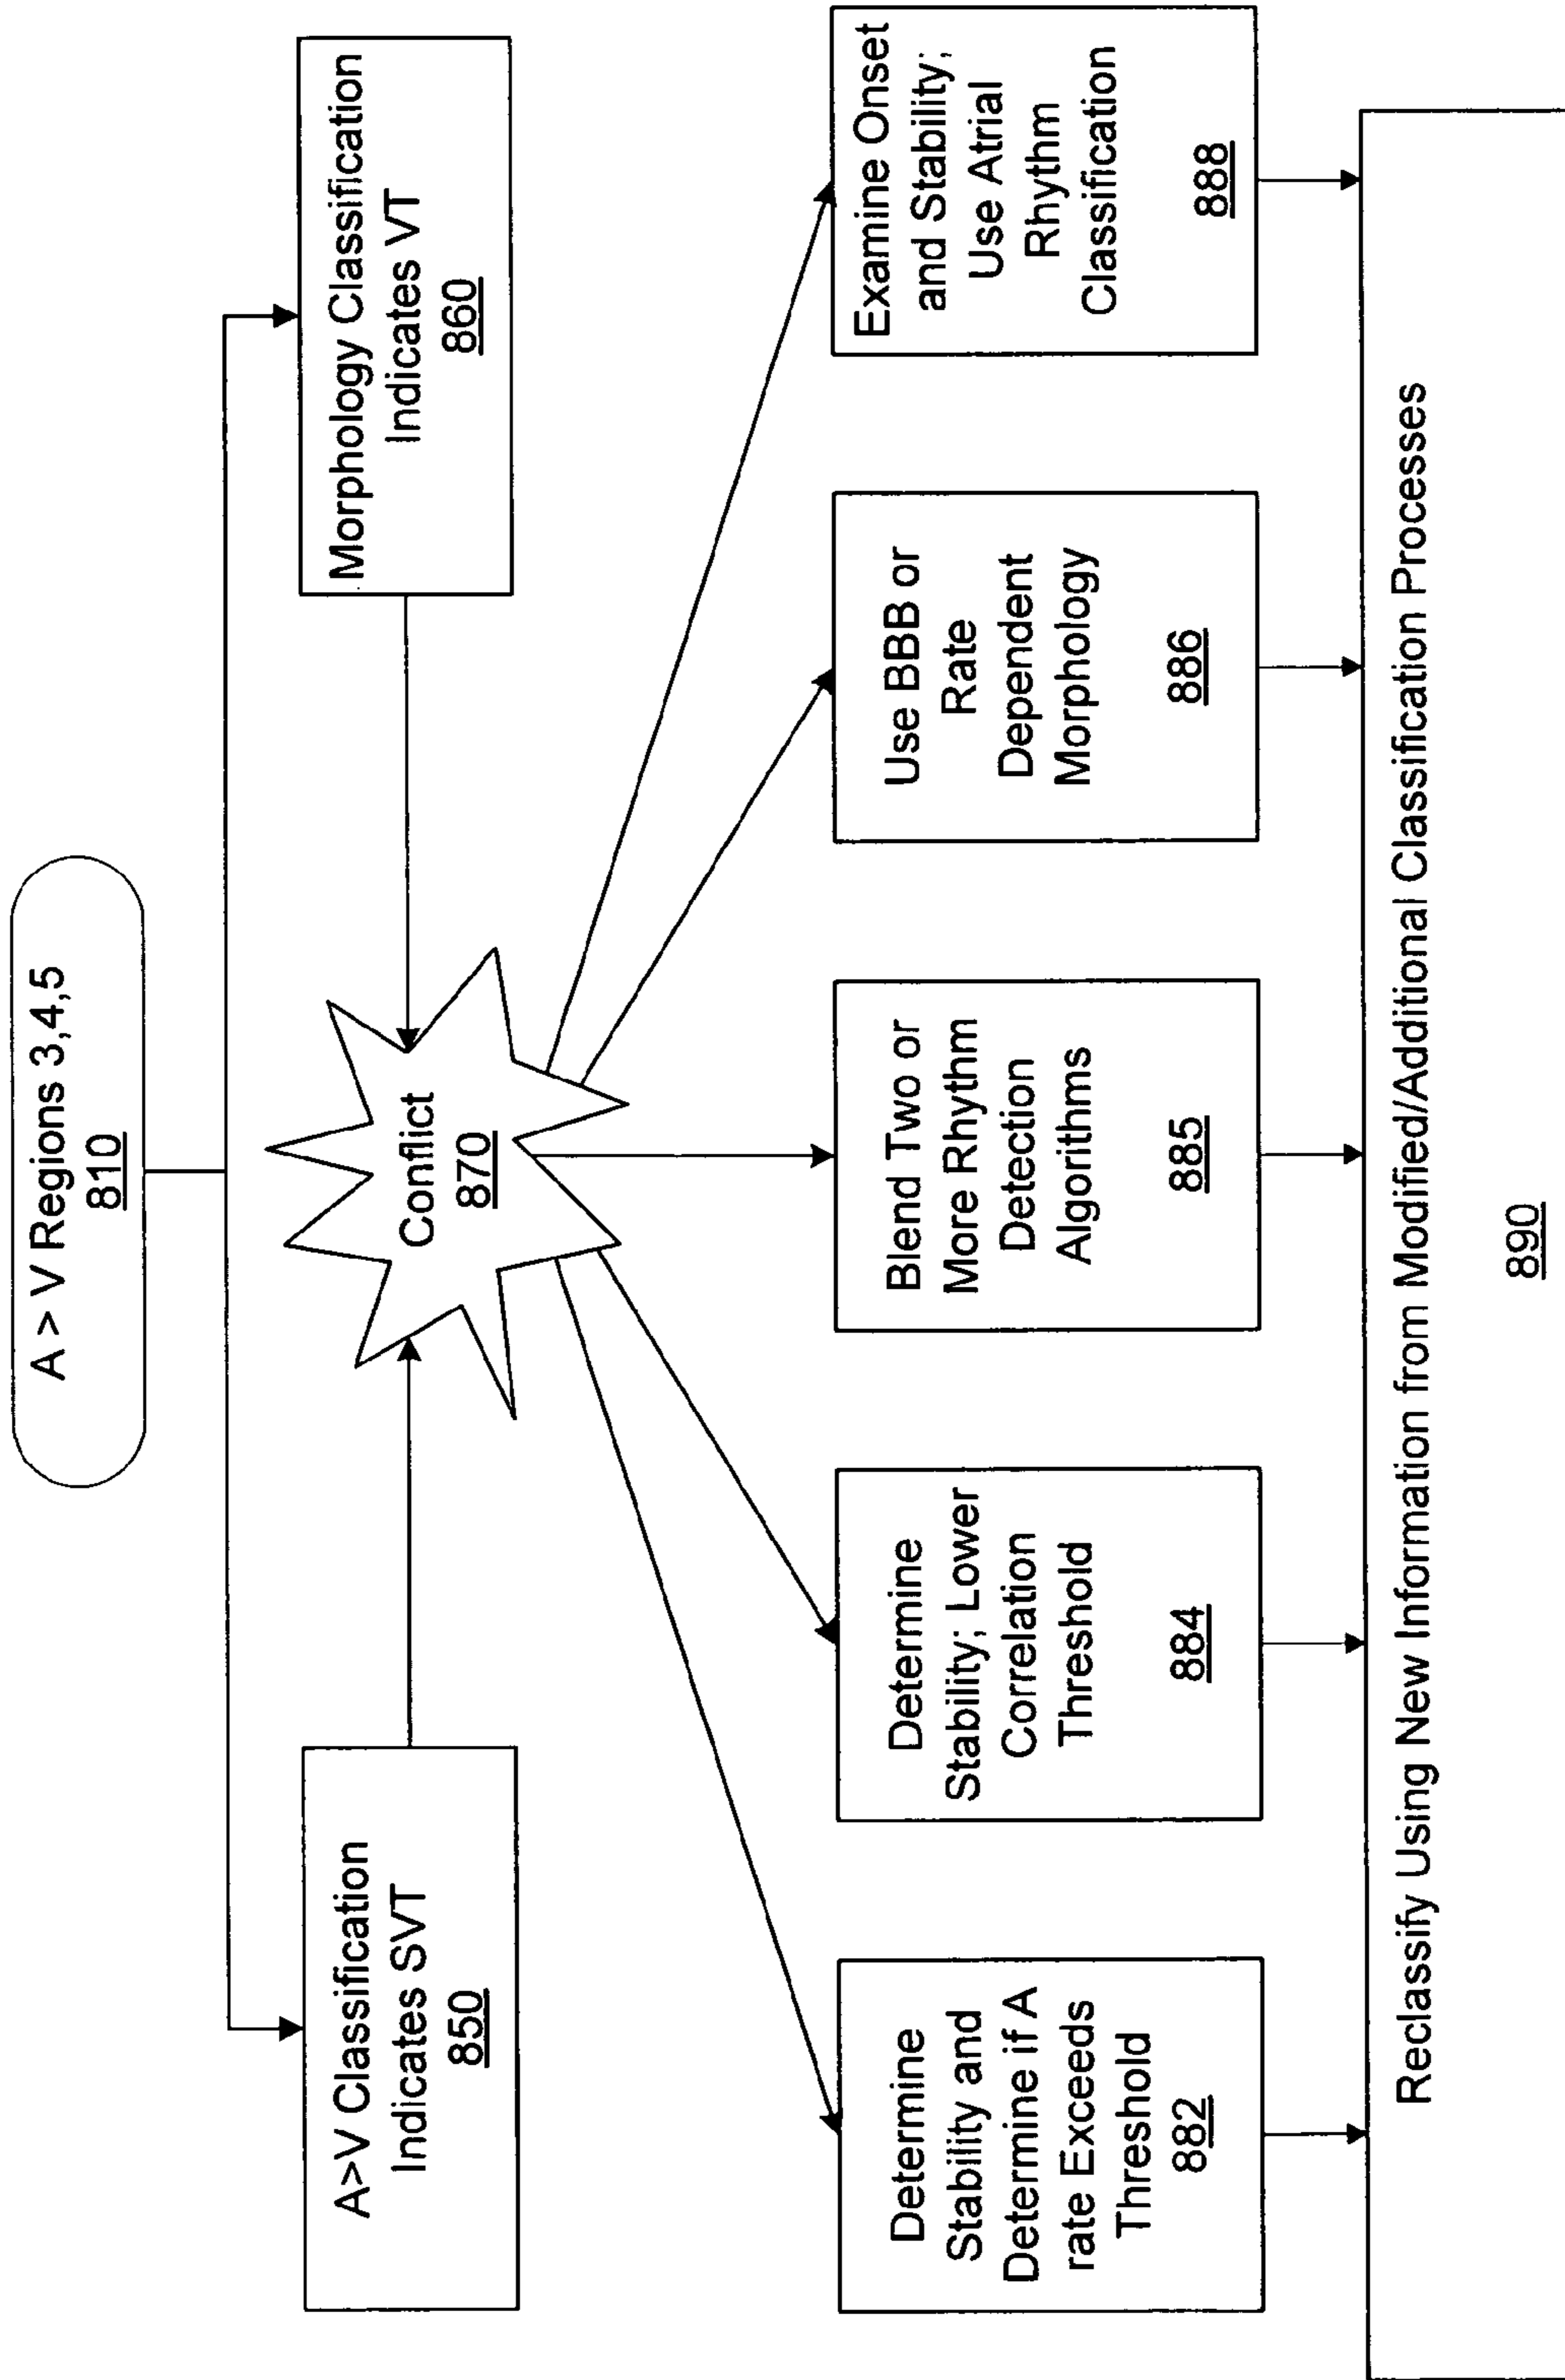 A > V Regions 3,4,5
810
A>V Classification
Indicates SVT
850
Conflict
870
Morphology Classification
Indicates VT
860
Determine
Stability and
Determine if A
rate Exceeds
Threshold
882
Determine
Stability; Lower
Correlation
Threshold
884
Blend Two or
More Rhythm
Detection
Algorithms
885
Use BBB or
Rate
Dependent
Morphology
886
Examine Onset
and Stability;
Use Atrial
Rhythm
Classification
888
Reclassify Using New Information from Modified/Additional Classification Processes
890